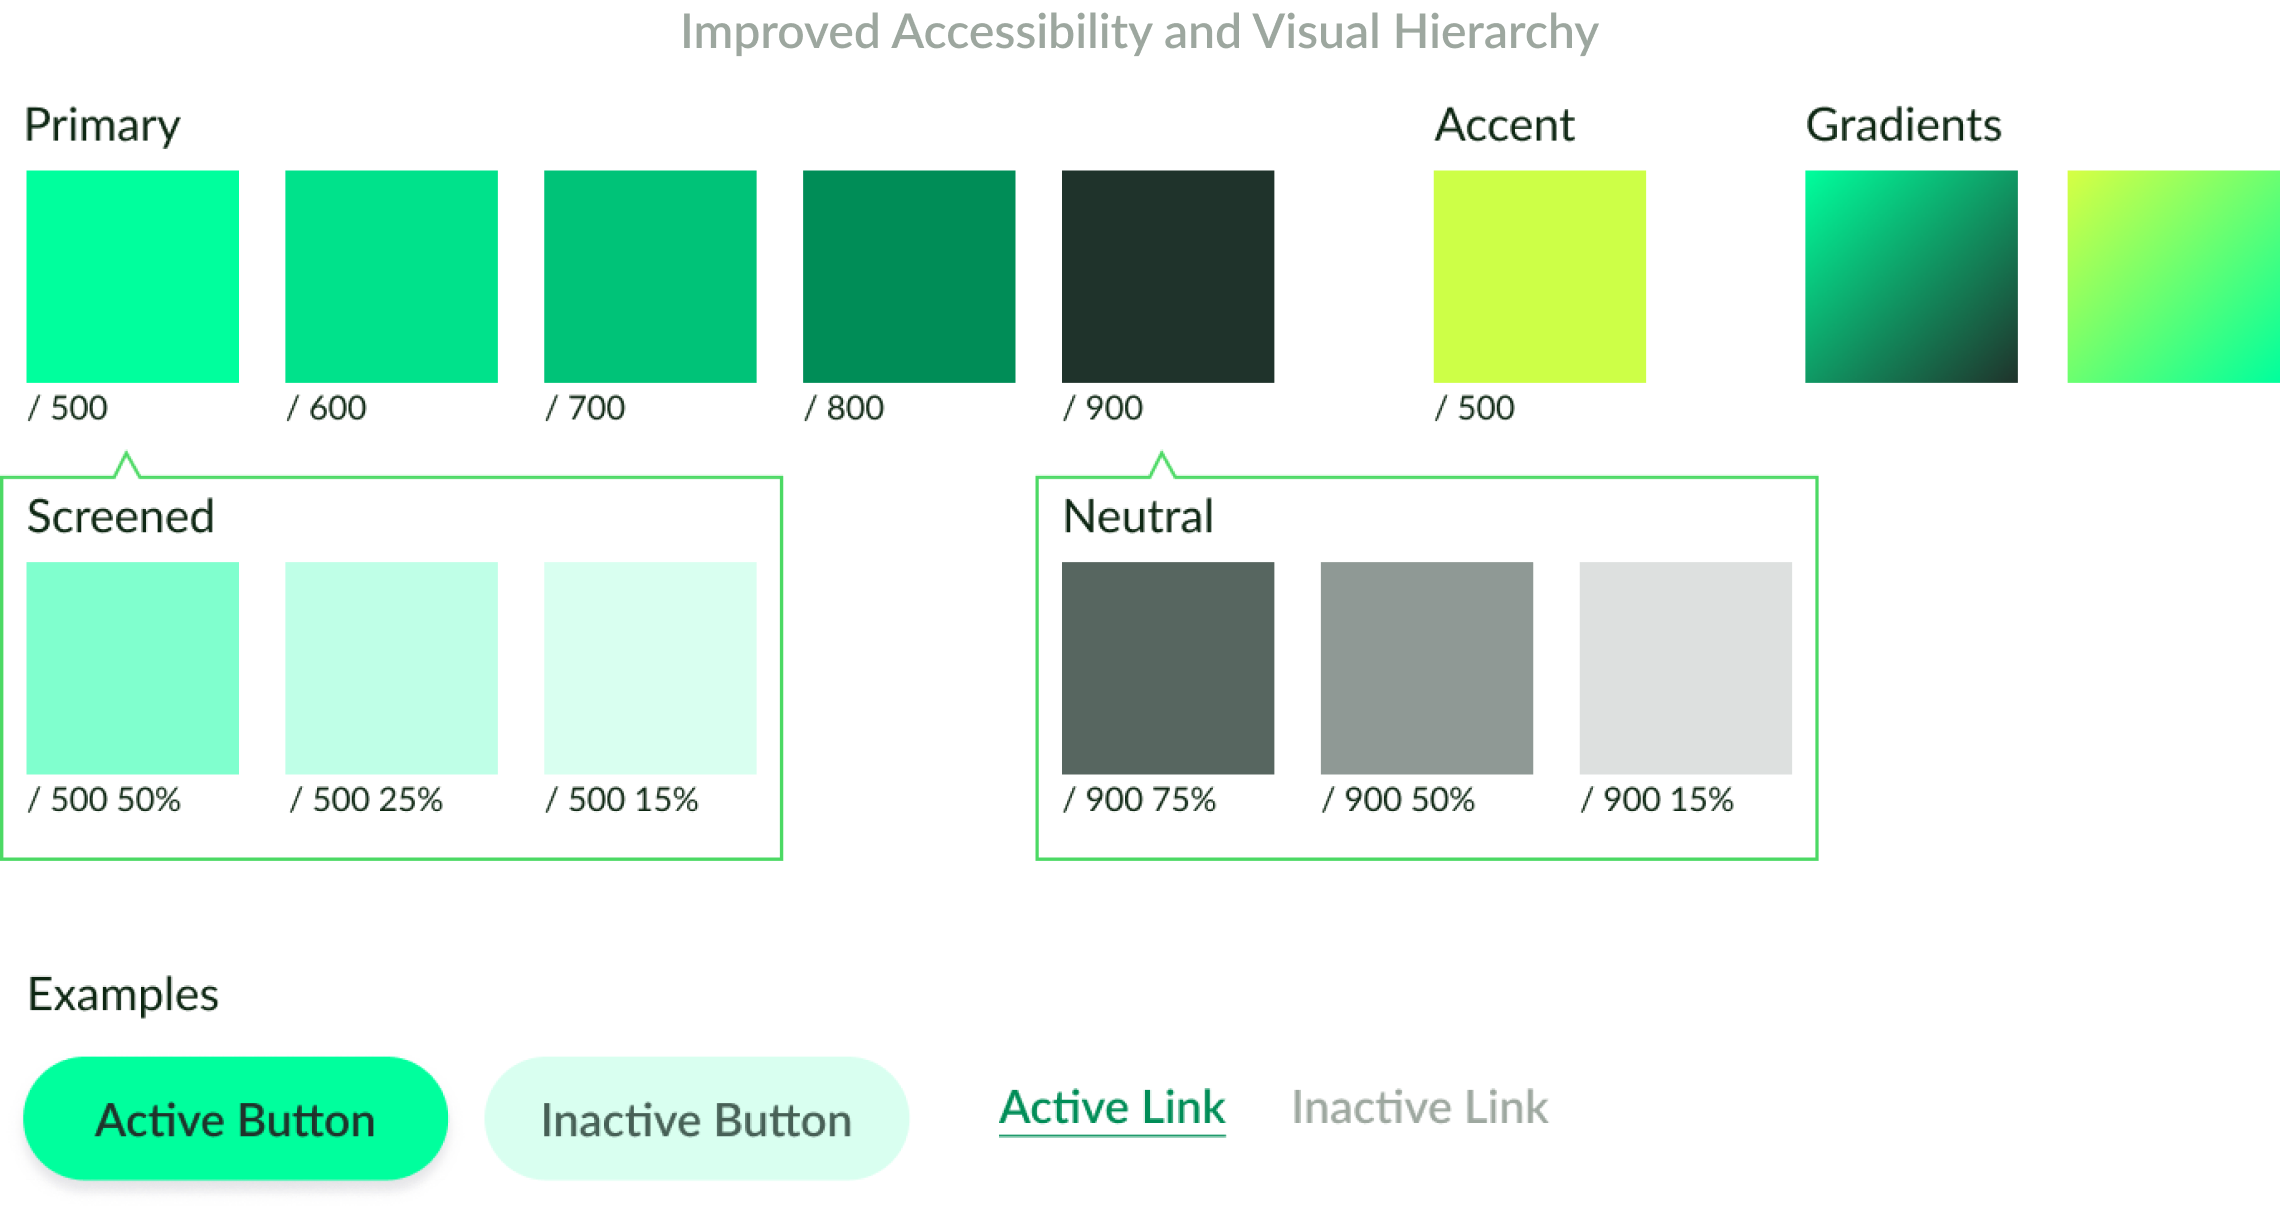 Improved Accessibility and Visual Hierarchy
Primary
Accent
Gradients
/ 500
/ 600
/ 700
/ 800
/ 900
/ 500
Screened
Neutral
/ 500 50%
/ 500 25%
/ 500 15%
/ 900 75%
/ 900 50%
/ 900 15%
Examples
Active Button
Inactive Button
Active Link
Inactive Link